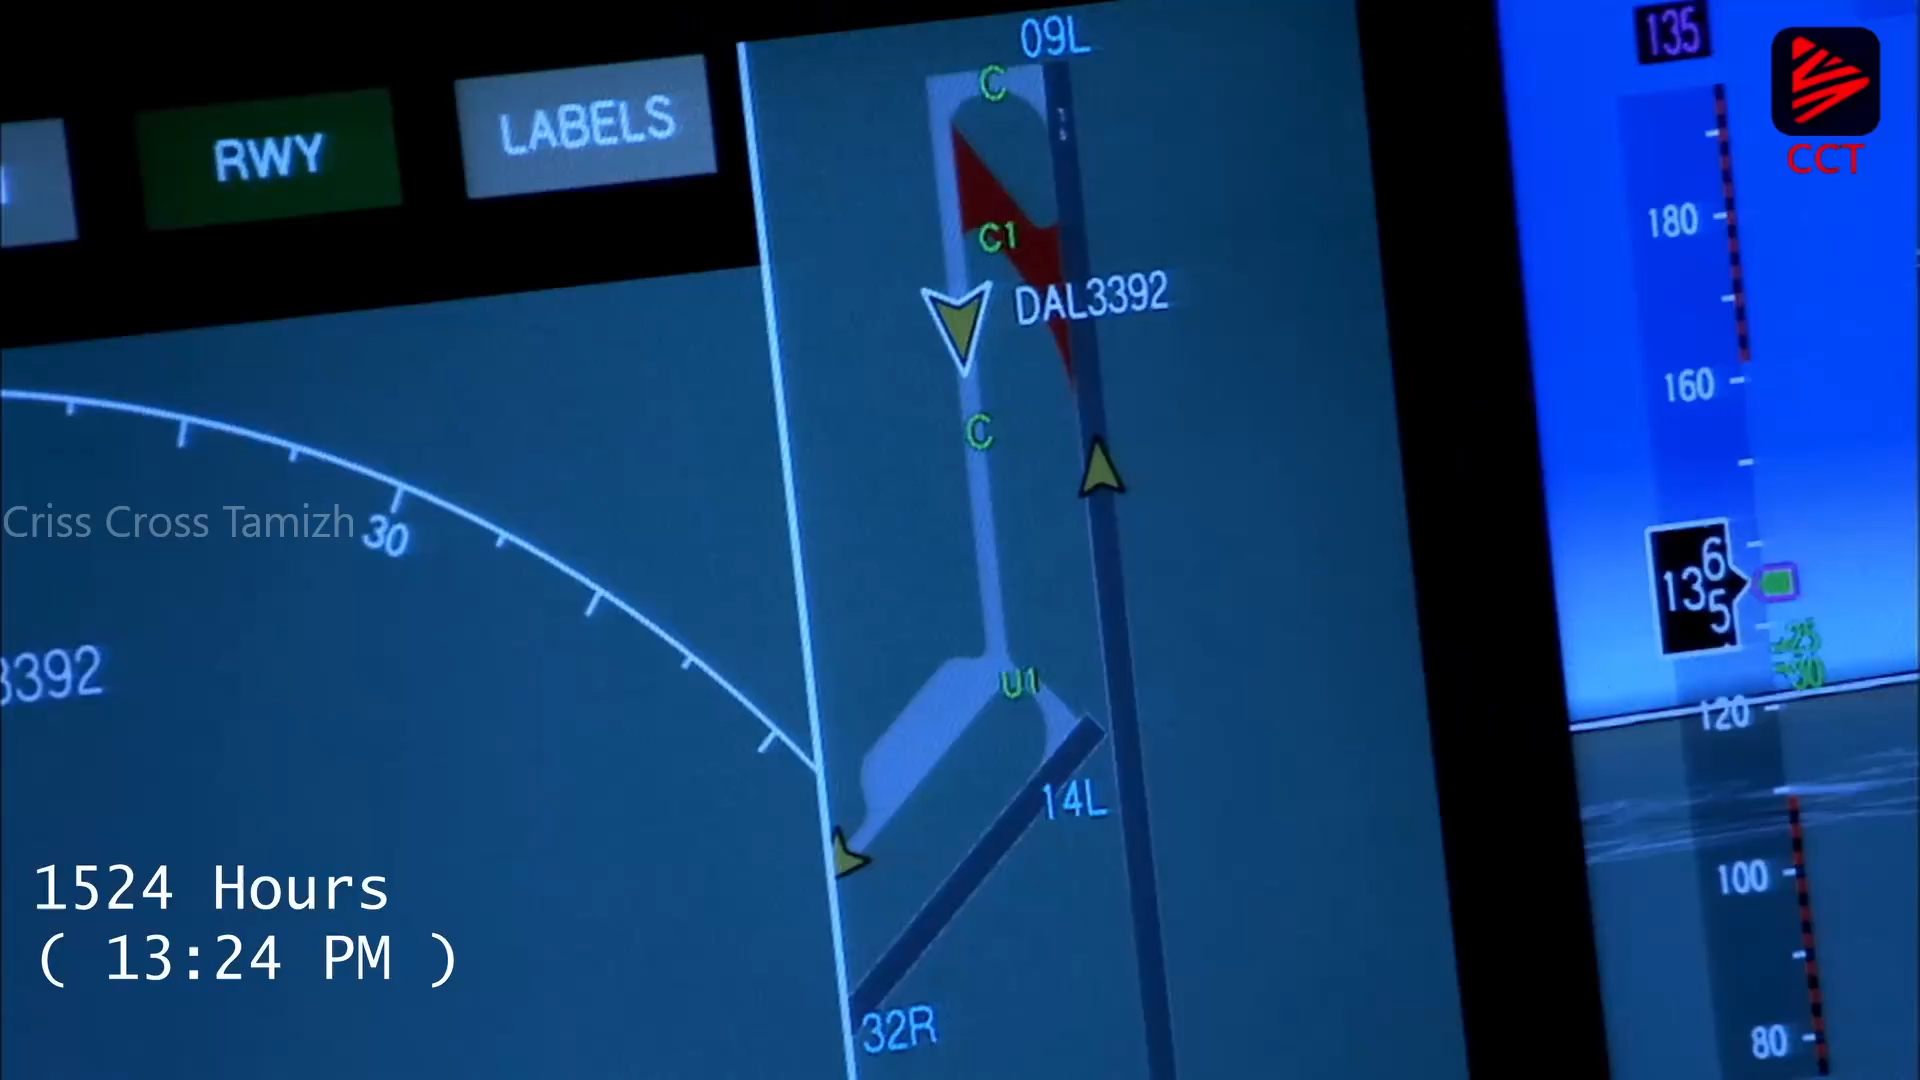 09L
135
C
RWY
LABELS
CCT
C1
180
DAL3392
160
C
Criss Cross Tamizh
30
U1
136
5
3392
120
14L
1524 Hours
( 13:24 PM )
100
32R
80